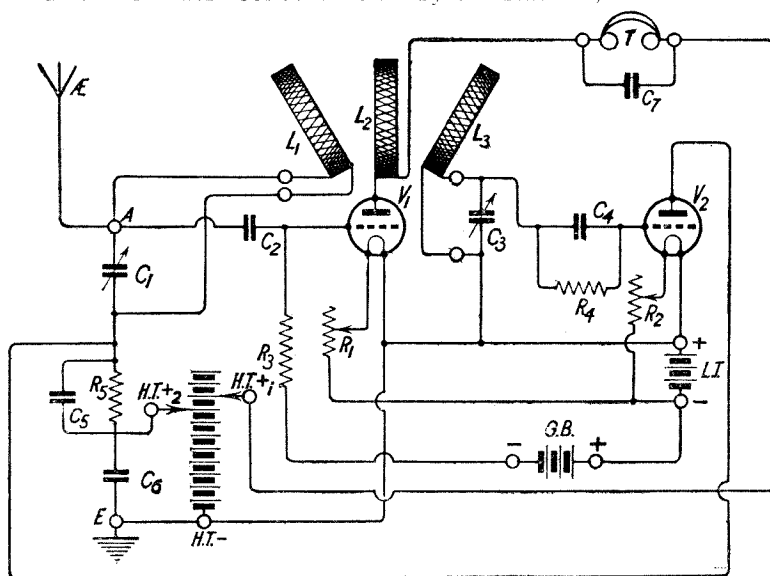 T
C7
Æ
L1
L2
L3
V1
V2
A
C2
C3
C4
C1
R4
R2
R3
R1
+
R5
H.T.+2
H.T.+1
L.T
C5
-
- G.B. +
C6
E
H.T.-